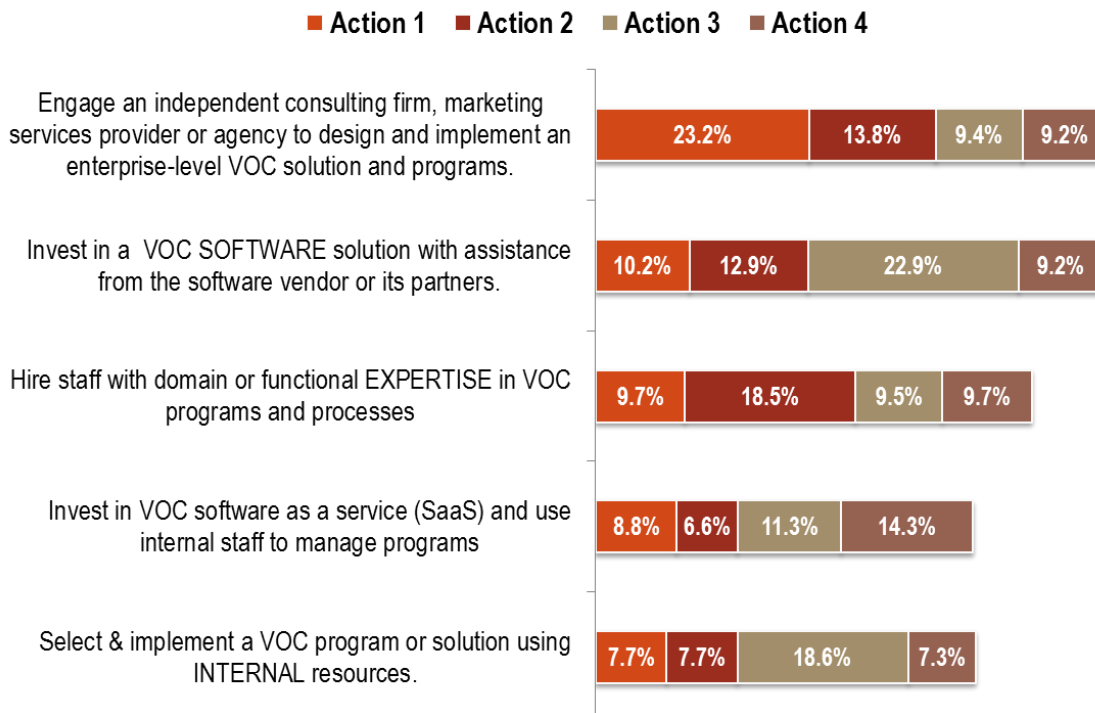 Action 1 Action 2 Action 3 Action 4
Engage an independent consulting firm, marketing
services provider or agency to design and implement an
enterprise-level VOC solution and programs.
23.2% 13.8% 9.4% 9.2%
Invest in a VOC SOFTWARE solution with assistance
from the software vendor or its partners.
10.2% 12.9% 22.9% 9.2%
Hire staff with domain or functional EXPERTISE in VOC
programs and processes
9.7% 18.5% 9.5% 9.7%
Invest in VOC software as a service (SaaS) and use
internal staff to manage programs
8.8% 6.6% 11.3% 14.3%
Select & implement a VOC program or solution using
INTERNAL resources.
7.7% 7.7% 18.6% 7.3%